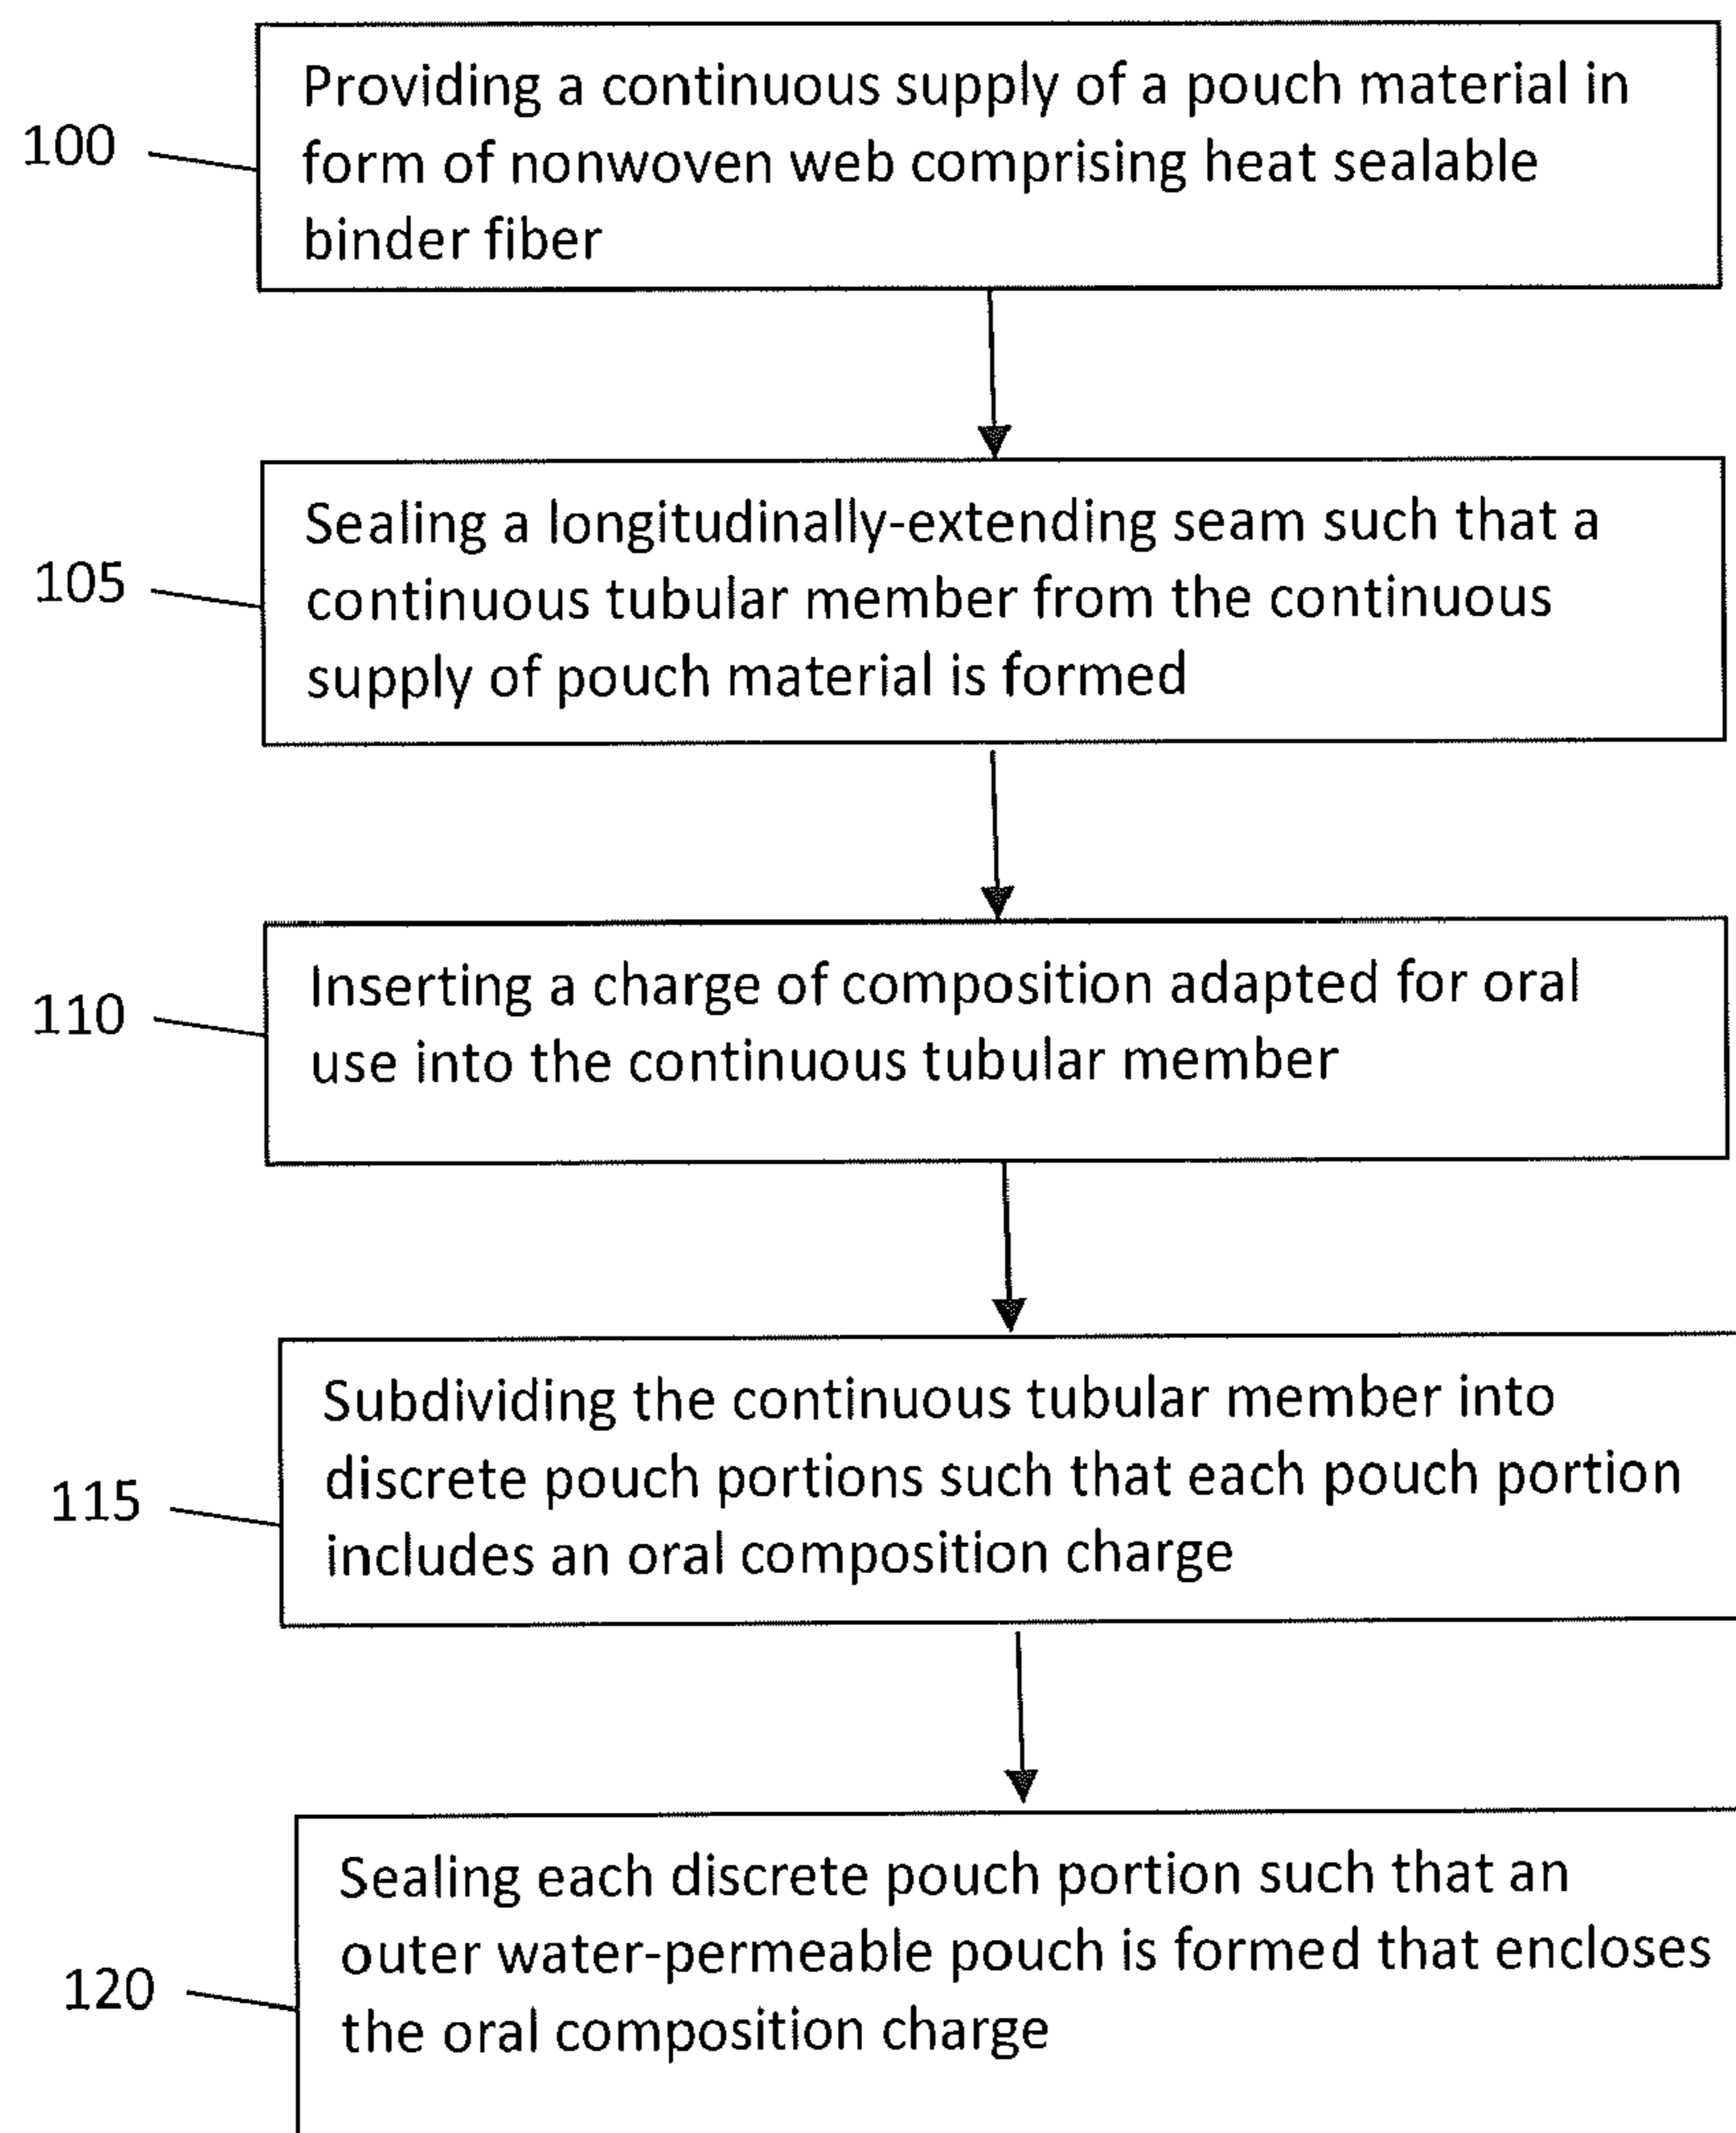 Providing a continuous supply of a pouch material in
100
form of nonwoven web comprising heat sealable
binder fiber
Sealing a longitudinally-extending seam such that a
105
continuous tubular member from the continuous
supply of pouch material is formed
Inserting a charge of composition adapted for oral
110
use into the continuous tubular member
Subdividing the continuous tubular member into
discrete pouch portions such that each pouch portion
115
includes an oral composition charge
Sealing each discrete pouch portion such that an
outer water-permeable pouch is formed that encloses
120
the oral composition charge